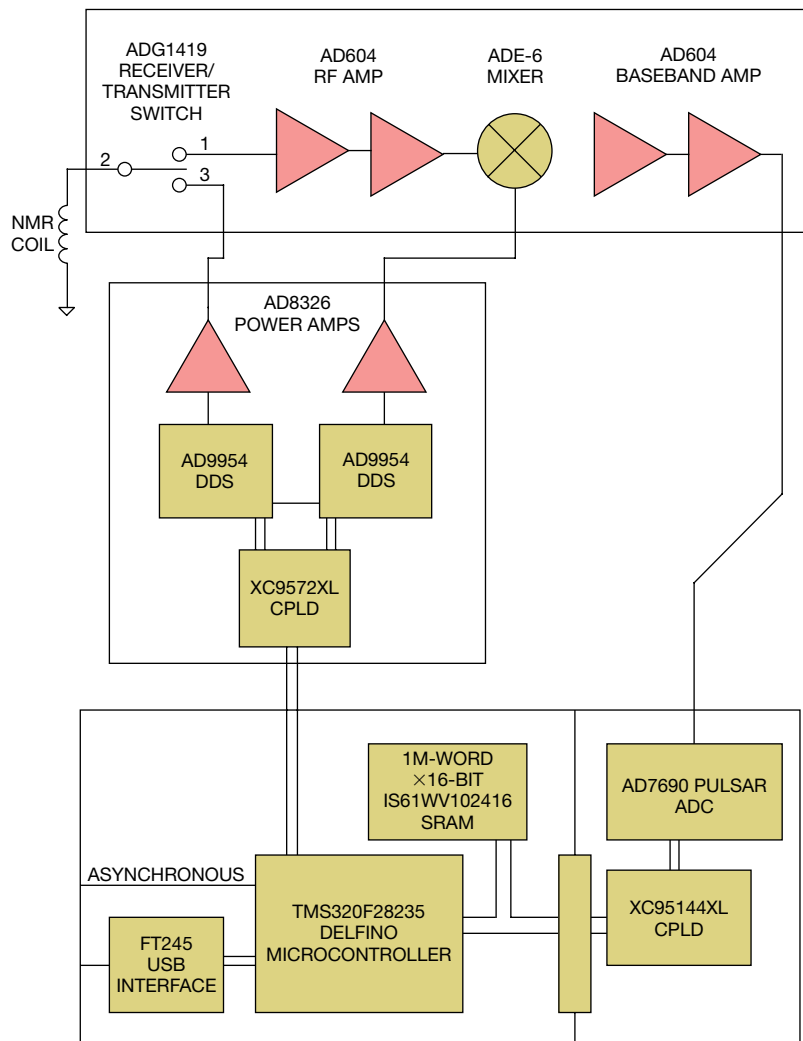 ADG1419
RECEIVER/
TRANSMITTER
SWITCH
AD604
RF AMP
ADE-6
MIXER
AD604
BASEBAND AMP
1
2
3
NMR
COIL
AD8326
POWER AMPS
AD9954
DDS
AD9954
DDS
XC9572XL
CPLD
1M-WORD
×16-BIT
IS61WV102416
SRAM
AD7690 PULSAR
ADC
ASYNCHRONOUS
TMS320F28235
DELFINO
MICROCONTROLLER
XC95144XL
CPLD
FT245
USB
INTERFACE